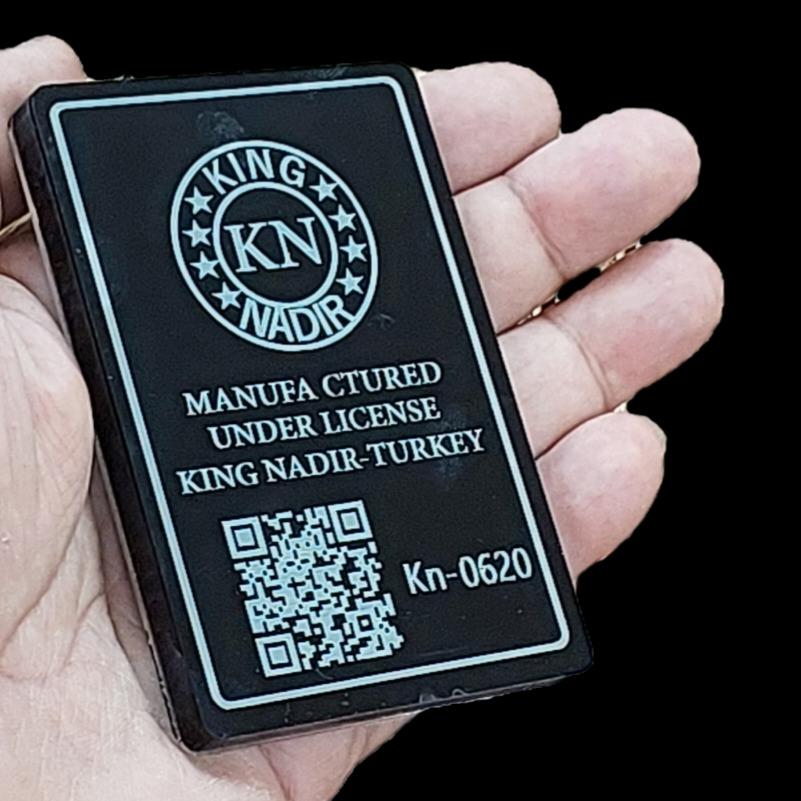 KING
KN
NADIR
MANUFA CTURED
UNDER LICENSE
KING NADIR-TURKEY
Kn-0620